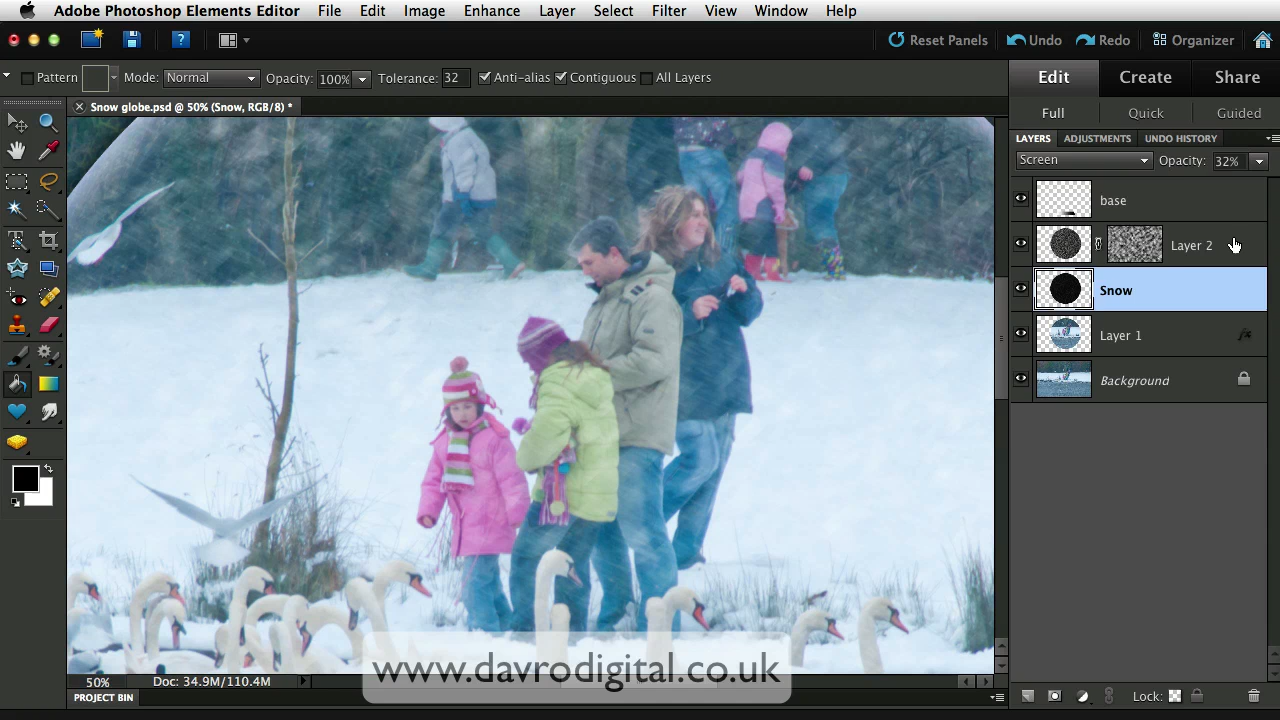 Adobe Photoshop Elements Editor File Edit Image Enhance Layer Select Filter View Window Help
? Reset Panels Undo Redo Organizer
Pattern Mode: Normal Opacity: 100% Tolerance: 32 Anti-alias Contiguous All Layers
Edit Create Share
Snow globe.psd @ 50% (Snow, RGB/8) *
Full Quick Guided
LAYERS ADJUSTMENTS UNDO HISTORY
Screen Opacity: 32%
base
Layer 2
Snow
Layer 1 fx
Background
www.davrodigital.co.uk
50% Doc: 34.9M/110.4M
PROJECT BIN
Lock: